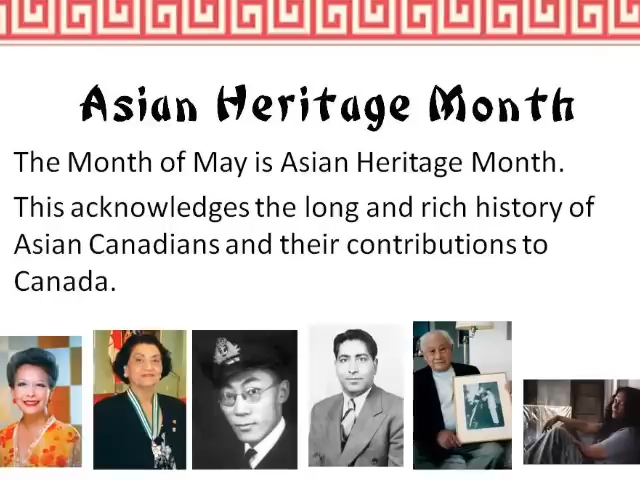 Asian Heritage Month
The Month of May is Asian Heritage Month.
This acknowledges the long and rich history of
Asian Canadians and their contributions to
Canada.